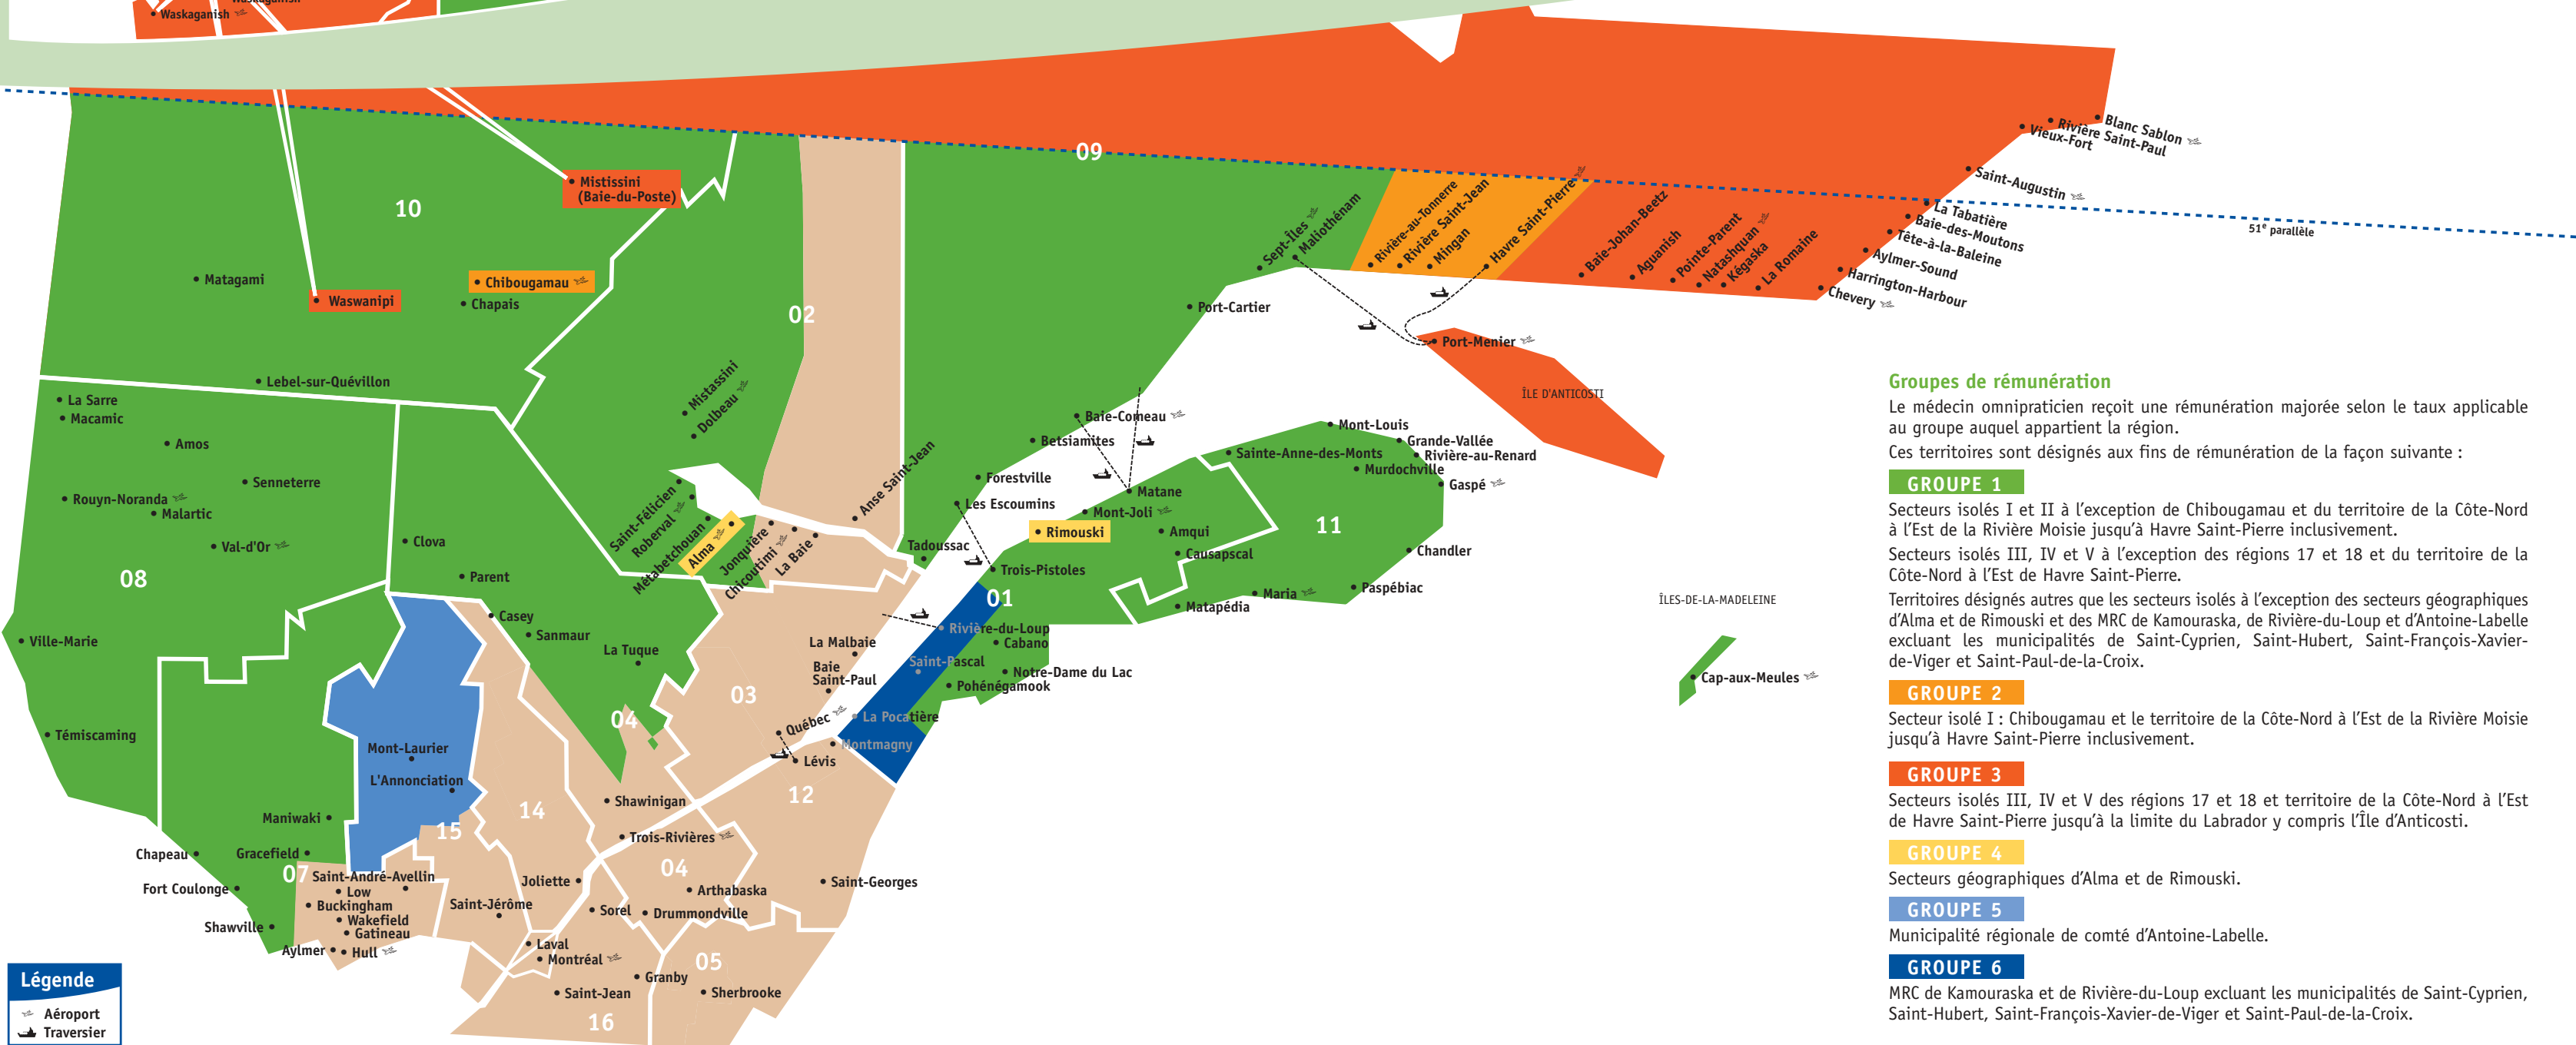 Waskaganish
Waskaganish
09
Blanc Sablon
Rivière Saint-Paul
Vieux-Fort
Saint-Augustin
La Tabatière
Baie-des-Moutons
Tête-à-la-Baleine
Aylmer-Sound
Harrington-Harbour
Chevery
51e parallèle
Mistissini
(Baie-du-Poste)
10
Matagami
Waswanipi
Chibougamau
Chapais
Lebel-sur-Quévillon
02
Sept-Îles
Maliothénam
Rivière-au-Tonnerre
Rivière Saint-Jean
Mingan
Havre Saint-Pierre
Baie-Johan-Beetz
Aguanish
Pointe-Parent
Natashquan
Kégaska
La Romaine
Port-Cartier
Port-Menier
ÎLE D'ANTICOSTI
La Sarre
Macamic
Amos
Senneterre
Rouyn-Noranda
Malartic
Val-d'Or
08
Ville-Marie
Témiscaming
Clova
Parent
Casey
Sanmaur
La Tuque
04
Mistassini
Dolbeau
Saint-Félicien
Roberval
Métabetchouan
Alma
Jonquière
Chicoutimi
La Baie
Anse Saint-Jean
Baie-Comeau
Betsiamites
Forestville
Les Escoumins
Tadoussac
Mont-Louis
Grande-Vallée
Rivière-au-Renard
Sainte-Anne-des-Monts
Murdochville
Gaspé
Matane
Mont-Joli
Rimouski
Amqui
Causapscal
11
Chandler
Trois-Pistoles
01
Maria
Paspébiac
Matapédia
Rivière-du-Loup
Cabano
Saint-Pascal
Notre-Dame du Lac
Pohénégamook
La Pocatière
Montmagny
La Malbaie
Baie
Saint-Paul
03
Québec
Lévis
12
ÎLES-DE-LA-MADELEINE
Cap-aux-Meules
Mont-Laurier
L'Annonciation
15
14
Maniwaki
Chapeau
Gracefield
07
Fort Coulonge
Shawville
Saint-André-Avellin
Low
Buckingham
Wakefield
Gatineau
Aylmer
Hull
Shawinigan
Trois-Rivières
04
Joliette
Saint-Jérôme
Sorel
Arthabaska
Drummondville
Saint-Georges
Laval
Montréal
Granby
05
Saint-Jean
Sherbrooke
16
Légende
Aéroport
Traversier
Groupes de rémunération
Le médecin omnipraticien reçoit une rémunération majorée selon le taux applicable
au groupe auquel appartient la région.
Ces territoires sont désignés aux fins de rémunération de la façon suivante :
GROUPE 1
Secteurs isolés I et II à l'exception de Chibougamau et du territoire de la Côte-Nord
à l'Est de la Rivière Moisie jusqu'à Havre Saint-Pierre inclusivement.
Secteurs isolés III, IV et V à l'exception des régions 17 et 18 et du territoire de la
Côte-Nord à l'Est de Havre Saint-Pierre.
Territoires désignés autres que les secteurs isolés à l'exception des secteurs géographiques
d'Alma et de Rimouski et des MRC de Kamouraska, de Rivière-du-Loup et d'Antoine-Labelle
excluant les municipalités de Saint-Cyprien, Saint-Hubert, Saint-François-Xavier-
de-Viger et Saint-Paul-de-la-Croix.
GROUPE 2
Secteur isolé I : Chibougamau et le territoire de la Côte-Nord à l'Est de la Rivière Moisie
jusqu'à Havre Saint-Pierre inclusivement.
GROUPE 3
Secteurs isolés III, IV et V des régions 17 et 18 et territoire de la Côte-Nord à l'Est
de Havre Saint-Pierre jusqu'à la limite du Labrador y compris l'Île d'Anticosti.
GROUPE 4
Secteurs géographiques d'Alma et de Rimouski.
GROUPE 5
Municipalité régionale de comté d'Antoine-Labelle.
GROUPE 6
MRC de Kamouraska et de Rivière-du-Loup excluant les municipalités de Saint-Cyprien,
Saint-Hubert, Saint-François-Xavier-de-Viger et Saint-Paul-de-la-Croix.